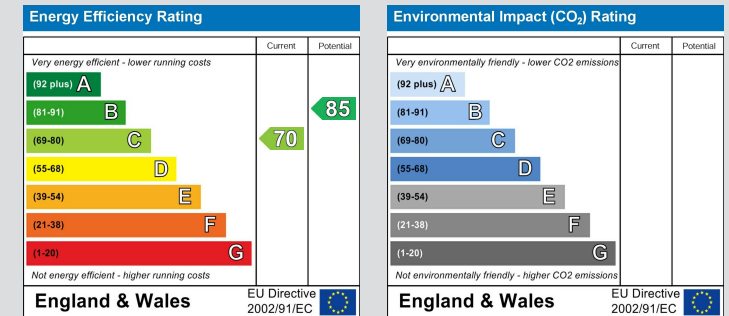 Energy Efficiency Rating
Current Potential
Very energy efficient - lower running costs
(92 plus) A
(81-91) B
85
(69-80) C
70
(55-68) D
(39-54) E
(21-38) F
(1-20) G
Not energy efficient - higher running costs
England & Wales
EU Directive
2002/91/EC
Environmental Impact (CO₂) Rating
Current Potential
Very environmentally friendly - lower CO2 emissions
(92 plus) A
(81-91) B
(69-80) C
(55-68) D
(39-54) E
(21-38) F
(1-20) G
Not environmentally friendly - higher CO2 emissions
England & Wales
EU Directive
2002/91/EC